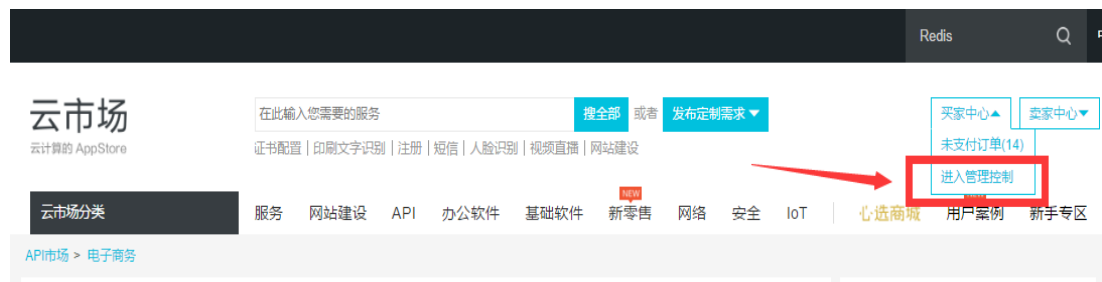 Redis
云市场
云计算的 AppStore
在此输入您需要的服务
搜全部 或者 发布定制需求▼
买家中心▲ 卖家中心▼
证书配置 | 印刷文字识别 | 注册 | 短信 | 人脸识别 | 视频直播 | 网站建设
未支付订单(14)
进入管理控制
NEW
云市场分类 服务 网站建设 API 办公软件 基础软件 新零售 网络 安全 IoT 心选商城 用户案例 新手专区
API市场 > 电子商务